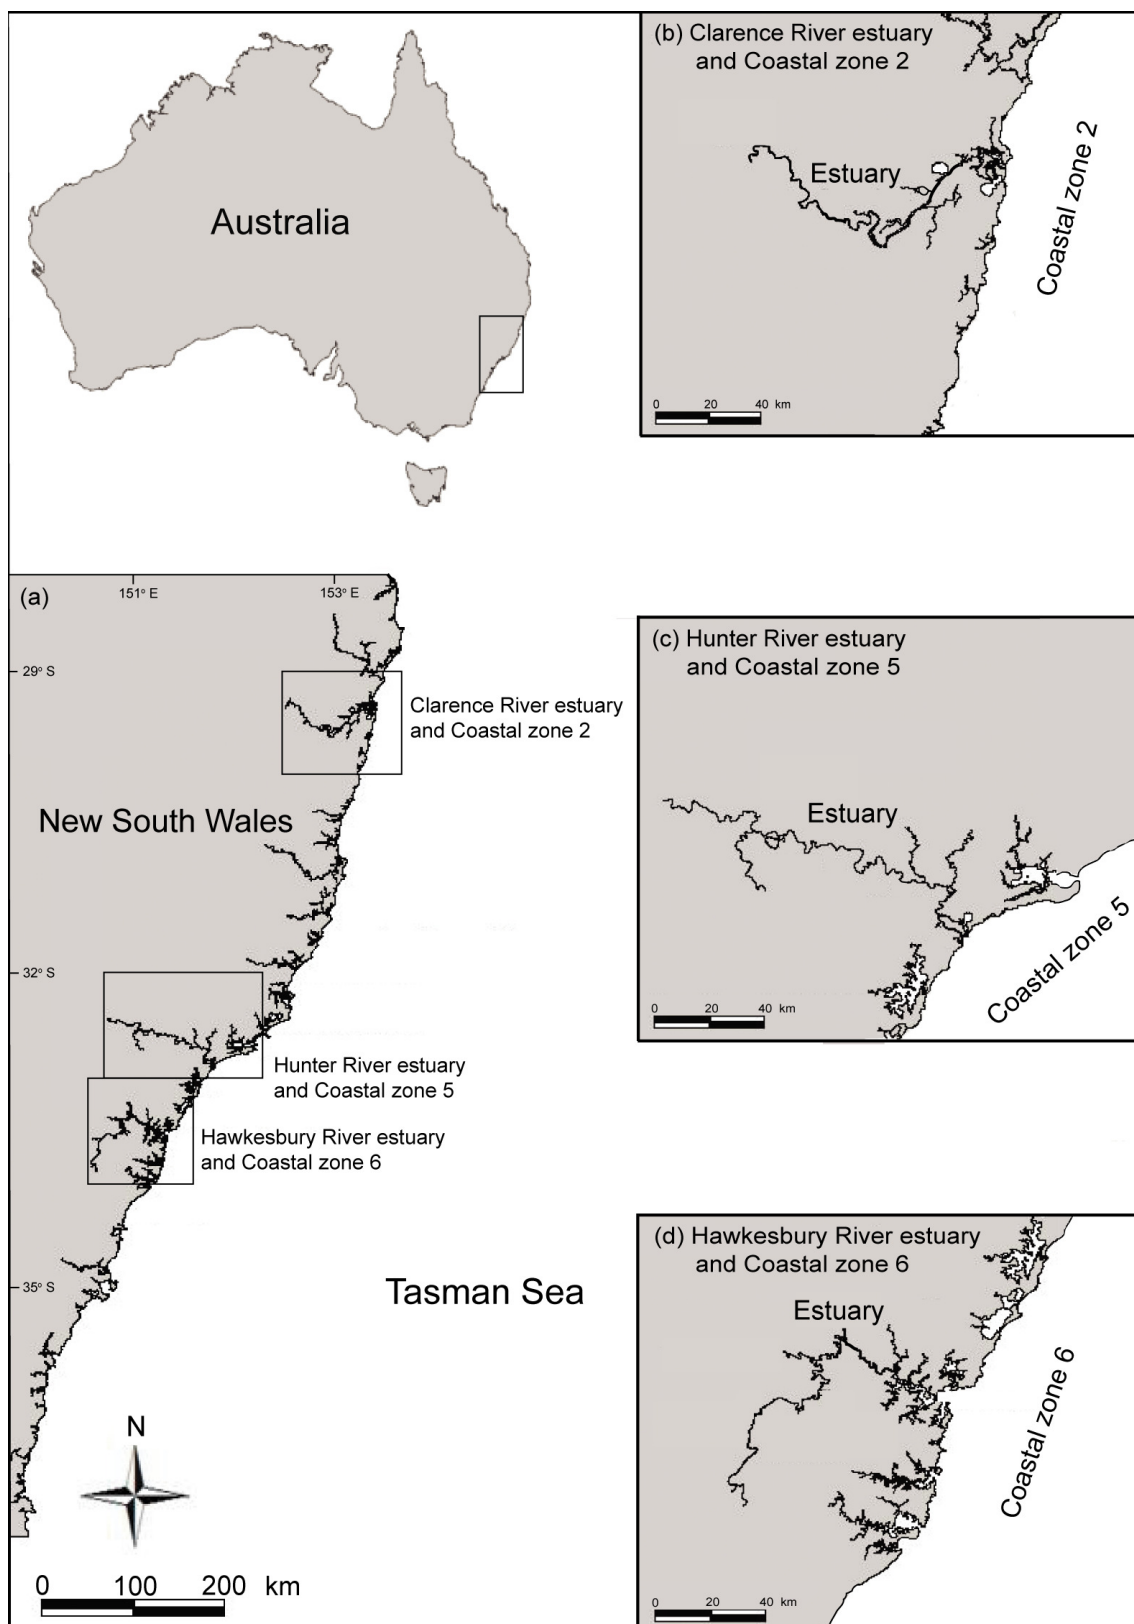 Australia
(b) Clarence River estuary
and Coastal zone 2
Estuary
Coastal zone 2
0 20 40 km
(a)
151° E 153° E
29° S
Clarence River estuary
and Coastal zone 2
New South Wales
32° S
Hunter River estuary
and Coastal zone 5
Hawkesbury River estuary
and Coastal zone 6
35° S
Tasman Sea
N
0 100 200 km
(c) Hunter River estuary
and Coastal zone 5
Estuary
Coastal zone 5
0 20 40 km
(d) Hawkesbury River estuary
and Coastal zone 6
Estuary
Coastal zone 6
0 20 40 km